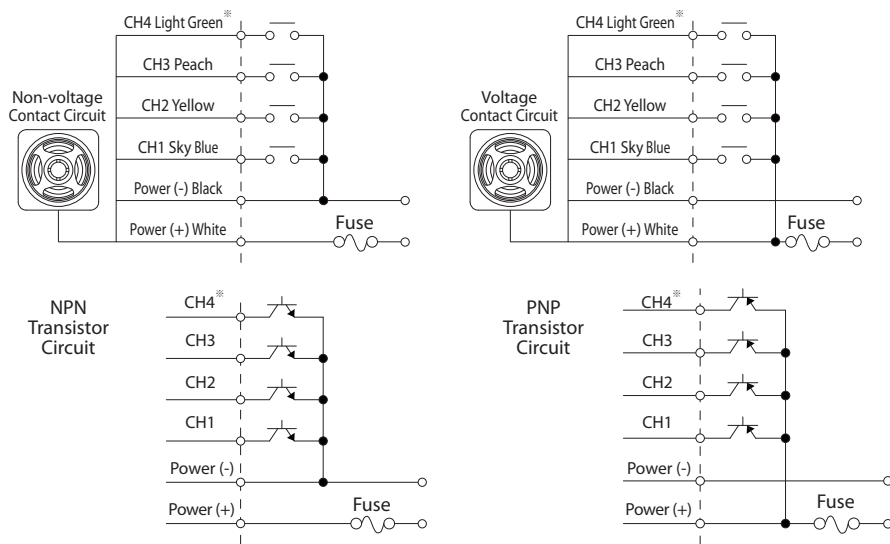 Non-voltage
Contact Circuit
CH4 Light Green※
CH3 Peach
CH2 Yellow
CH1 Sky Blue
Power (-) Black
Power (+) White
Fuse
Voltage
Contact Circuit
CH4 Light Green※
CH3 Peach
CH2 Yellow
CH1 Sky Blue
Power (-) Black
Power (+) White
Fuse
NPN
Transistor
Circuit
CH4※
CH3
CH2
CH1
Power (-)
Power (+)
Fuse
PNP
Transistor
Circuit
CH4※
CH3
CH2
CH1
Power (-)
Power (+)
Fuse